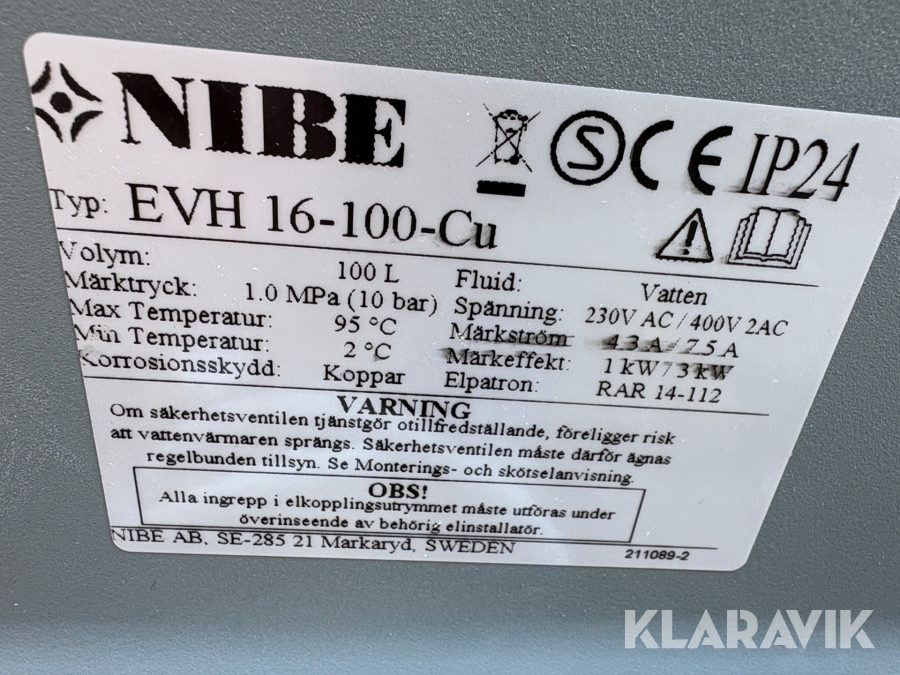 NIBE
IP24
Typ: EVH 16-100-Cu
Volym: 100 L
Märktryck: 1.0 MPa (10 bar)
Max Temperatur: 95 °C
Min Temperatur: 2 °C
Korrosionsskydd: Koppar
Fluid: Vatten
Spänning: 230V AC / 400V 2AC
Märkström: 4.3 A / 7.5 A
Märkeffekt: 1 kW / 3 kW
Elpatron: RAR 14-112
VARNING
Om säkerhetsventilen tjänstgör otillfredställande, föreligger risk
att vattenvärmaren sprängs. Säkerhetsventilen måste därför ägnas
regelbunden tillsyn. Se Monterings- och skötselanvisning.
OBS!
Alla ingrepp i elkopplingsutrymmet måste utföras under
överinseende av behörig elinstallatör.
NIBE AB, SE-285 21 Markaryd, SWEDEN
211089-2
KLARAVIK